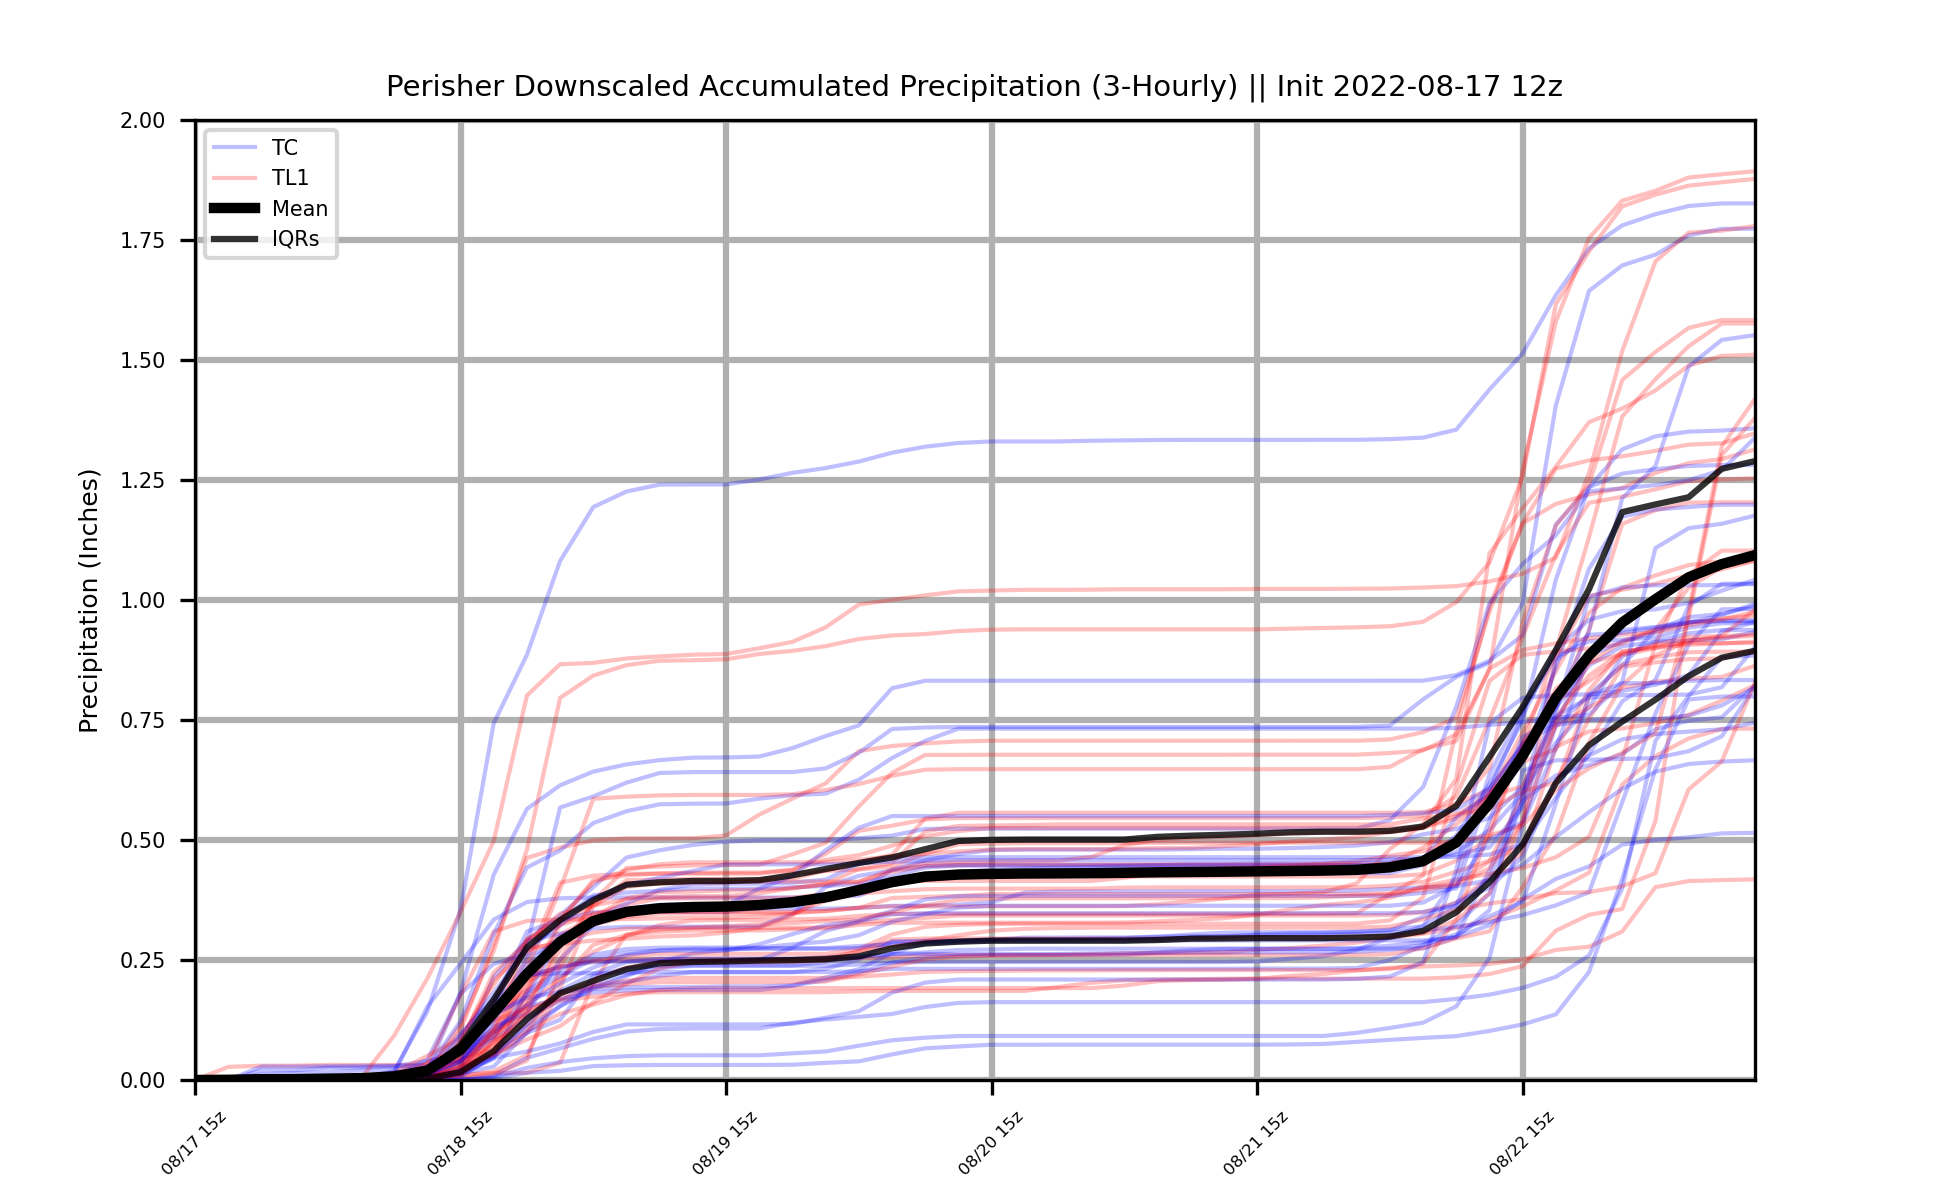 Perisher Downscaled Accumulated Precipitation (3-Hourly) || Init 2022-08-17 12z
Precipitation (Inches)
2.00
1.75
1.50
1.25
1.00
0.75
0.50
0.25
0.00
TC
TL1
Mean
IQRs
08/17 15z
08/18 15z
08/19 15z
08/20 15z
08/21 15z
08/22 15z